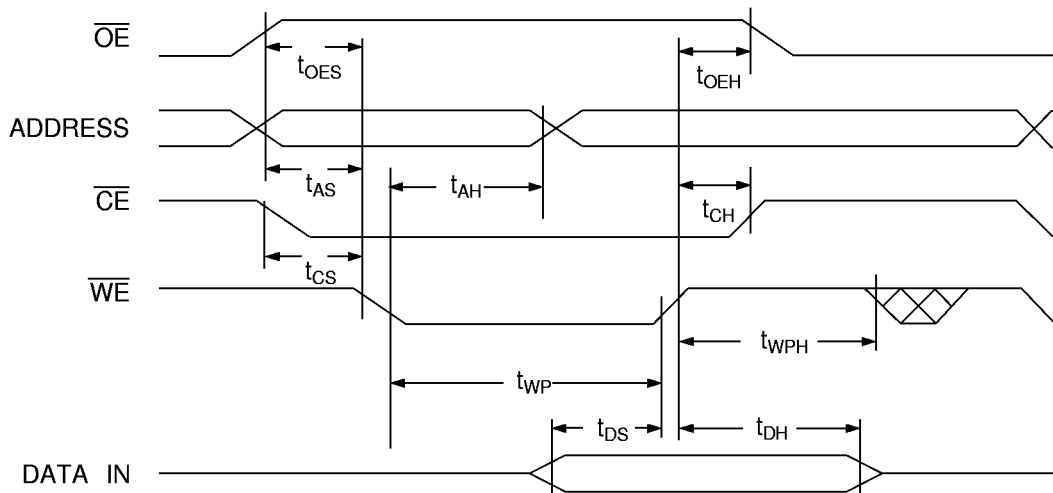 OE
tOES
tOEH
ADDRESS
tAS
tAH
CE
tCH
tCS
WE
tWPH
tWP
tDS
tDH
DATA IN